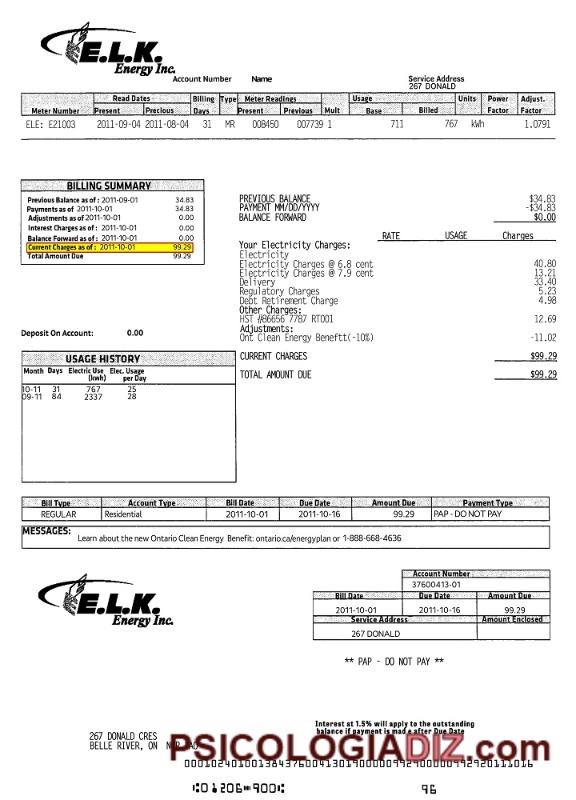 E.L.K.
Energy Inc.
Account Number Name Service Address
267 DONALD
Read Dates Billing Type Meter Readings Usage Units Power Adjust.
Meter Number Present Precious Days Present Previous Mult Base Billed Factor Factor
ELE: E21003 2011-09-04 2011-08-04 31 MR 008450 007739 1 711 767 kWh 1.0791
BILLING SUMMARY
Previous Balance as of : 2011-09-01 34.83
Payments as of 2011-10-01 34.83
Adjustments as of 2011-10-01 0.00
Interest Charges as of : 2011-10-01 0.00
Balance Forward as of : 2011-10-01 0.00
Current Charges as of : 2011-10-01 99.29
Total Amount Due 99.29
PREVIOUS BALANCE $34.83
PAYMENT MM/DD/YYYY -$34.83
BALANCE FORWARD $0.00
RATE USAGE Charges
Your Electricity Charges:
Electricity
Electricity Charges @ 6.8 cent 40.80
Electricity Charges @ 7.9 cent 13.21
Delivery 33.40
Regulatory Charges 5.23
Debt Retirement Charge 4.98
Other Charges:
HST #86656 7787 RT001 12.69
Adjustments:
Ont Clean Energy Beneftt(-10%) -11.02
CURRENT CHARGES $99.29
TOTAL AMOUNT DUE $99.29
Deposit On Account: 0.00
USAGE HISTORY
Month Days Electric Use Elec. Usage
(kwh) per Day
10-11 31 767 25
09-11 84 2337 28
Bill Type Account Type Bill Date Due Date Amount Due Payment Type
REGULAR Residential 2011-10-01 2011-10-16 99.29 PAP - DO NOT PAY
MESSAGES:
Learn about the new Ontario Clean Energy Benefit: ontario.ca/energyplan or 1-888-668-4636
E.L.K.
Energy Inc.
Account Number
37600413-01
Bill Date Due Date Amount Due
2011-10-01 2011-10-16 99.29
Service Address Amount Enclosed
267 DONALD
** PAP - DO NOT PAY **
Interest at 1.5% will apply to the outstanding
balance if payment is made after Due Date
267 DONALD CRES
BELLE RIVER, ON
PSICOLOGIADIZ.com
96